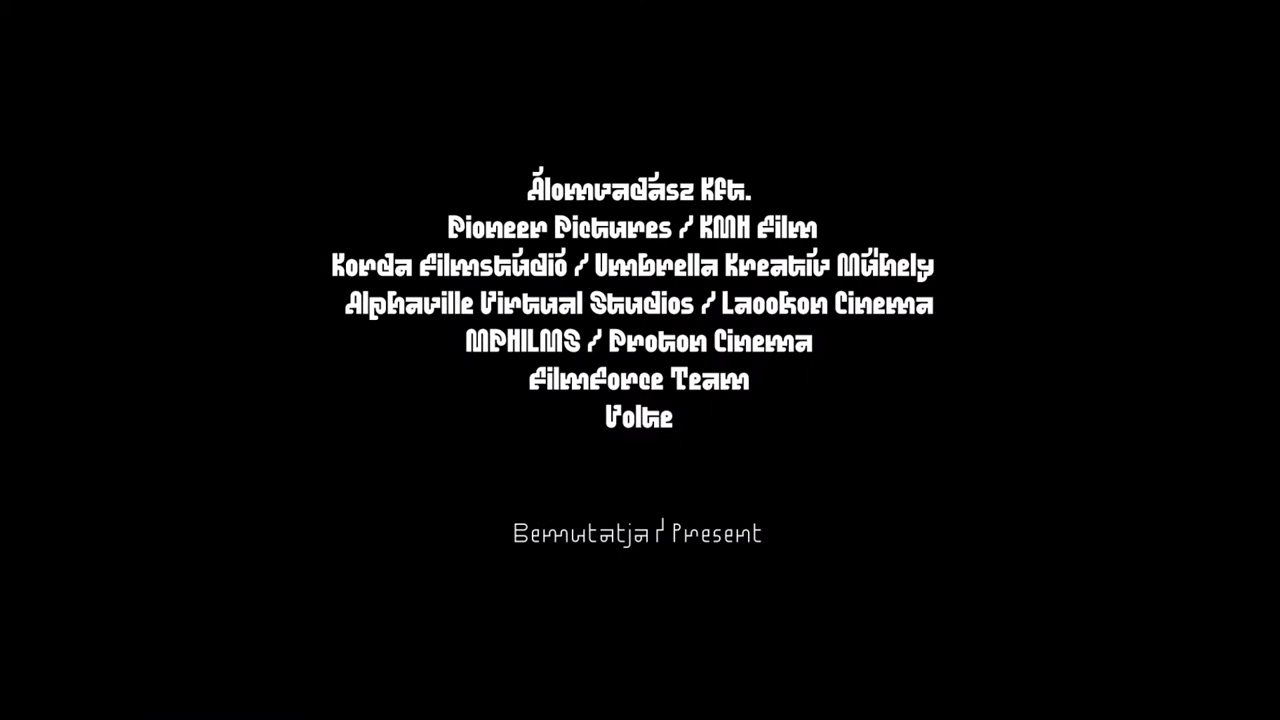 Álomvadász Kft.
Pioneer Pictures / KMH Film
Korda Filmstúdió / Umbrella Kreatív Műhely
Alphaville Virtual Studios / Laookon Cinema
MPHILMS / Proton Cinema
Filmforce Team
Volte
Bemutatja / Present